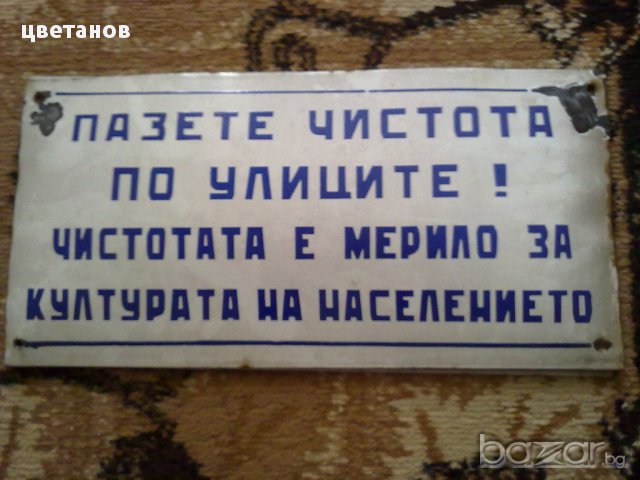 цветанов
ПАЗЕТЕ ЧИСТОТА
ПО УЛИЦИТЕ !
ЧИСТОТАТА Е МЕРИЛО ЗА
КУЛТУРАТА НА НАСЕЛЕНИЕТО
bazar.bg